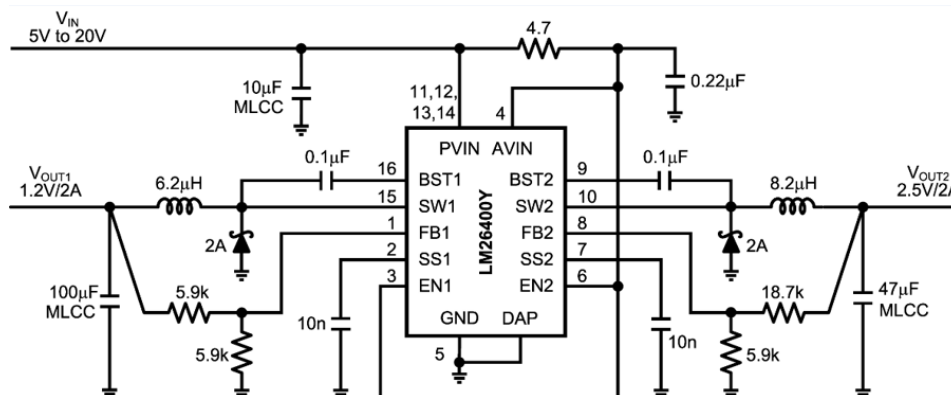 VIN
5V to 20V
4.7
10μF
MLCC
0.22μF
11,12,
13,14
4
PVIN AVIN
VOUT1
1.2V/2A
6.2μH
0.1μF
16
BST1
15
SW1
1
FB1
2
SS1
3
EN1
LM26400Y
BST2
9
SW2
10
FB2
8
SS2
7
EN2
6
0.1μF
8.2μH
VOUT2
2.5V/2A
2A
2A
100μF
MLCC
5.9k
5.9k
10n
GND DAP
5
10n
18.7k
5.9k
47μF
MLCC